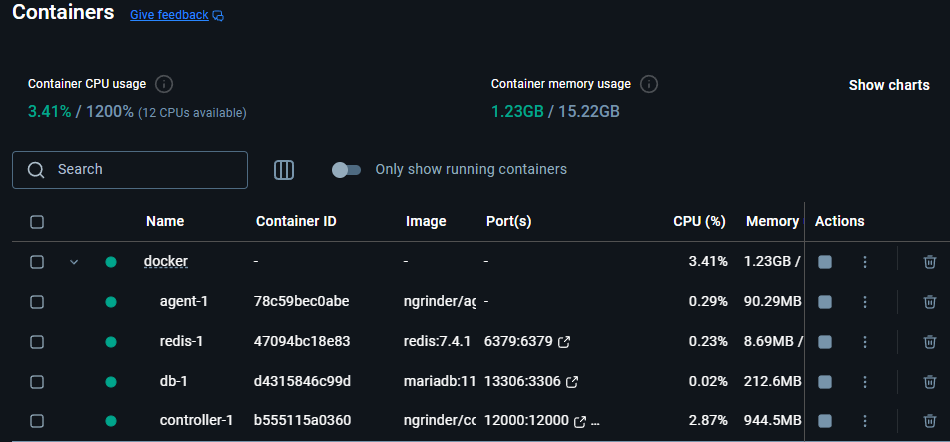 Containers Give feedback
Container CPU usage Container memory usage Show charts
3.41% / 1200% (12 CPUs available) 1.23GB / 15.22GB
Search Only show running containers
Name Container ID Image Port(s) CPU (%) Memory Actions
docker - - - 3.41% 1.23GB /
agent-1 78c59bec0abe ngrinder/ag - 0.29% 90.29MB
redis-1 47094bc18e83 redis:7.4.1 6379:6379 0.23% 8.69MB /
db-1 d4315846c99d mariadb:11 13306:3306 0.02% 212.6MB
controller-1 b555115a0360 ngrinder/cc 12000:12000 ... 2.87% 944.5MB